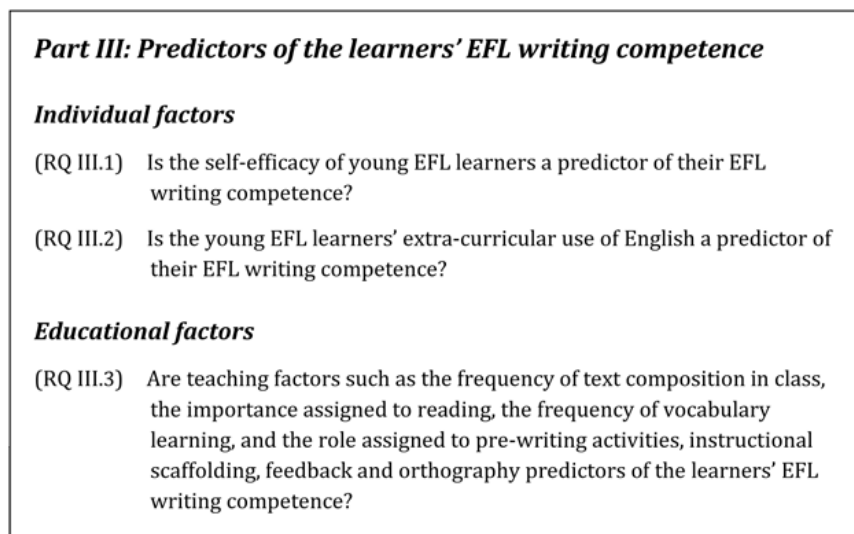 Part III: Predictors of the learners’ EFL writing competence
Individual factors
(RQ III.1) Is the self-efficacy of young EFL learners a predictor of their EFL
writing competence?
(RQ III.2) Is the young EFL learners’ extra-curricular use of English a predictor of
their EFL writing competence?
Educational factors
(RQ III.3) Are teaching factors such as the frequency of text composition in class,
the importance assigned to reading, the frequency of vocabulary
learning, and the role assigned to pre-writing activities, instructional
scaffolding, feedback and orthography predictors of the learners’ EFL
writing competence?